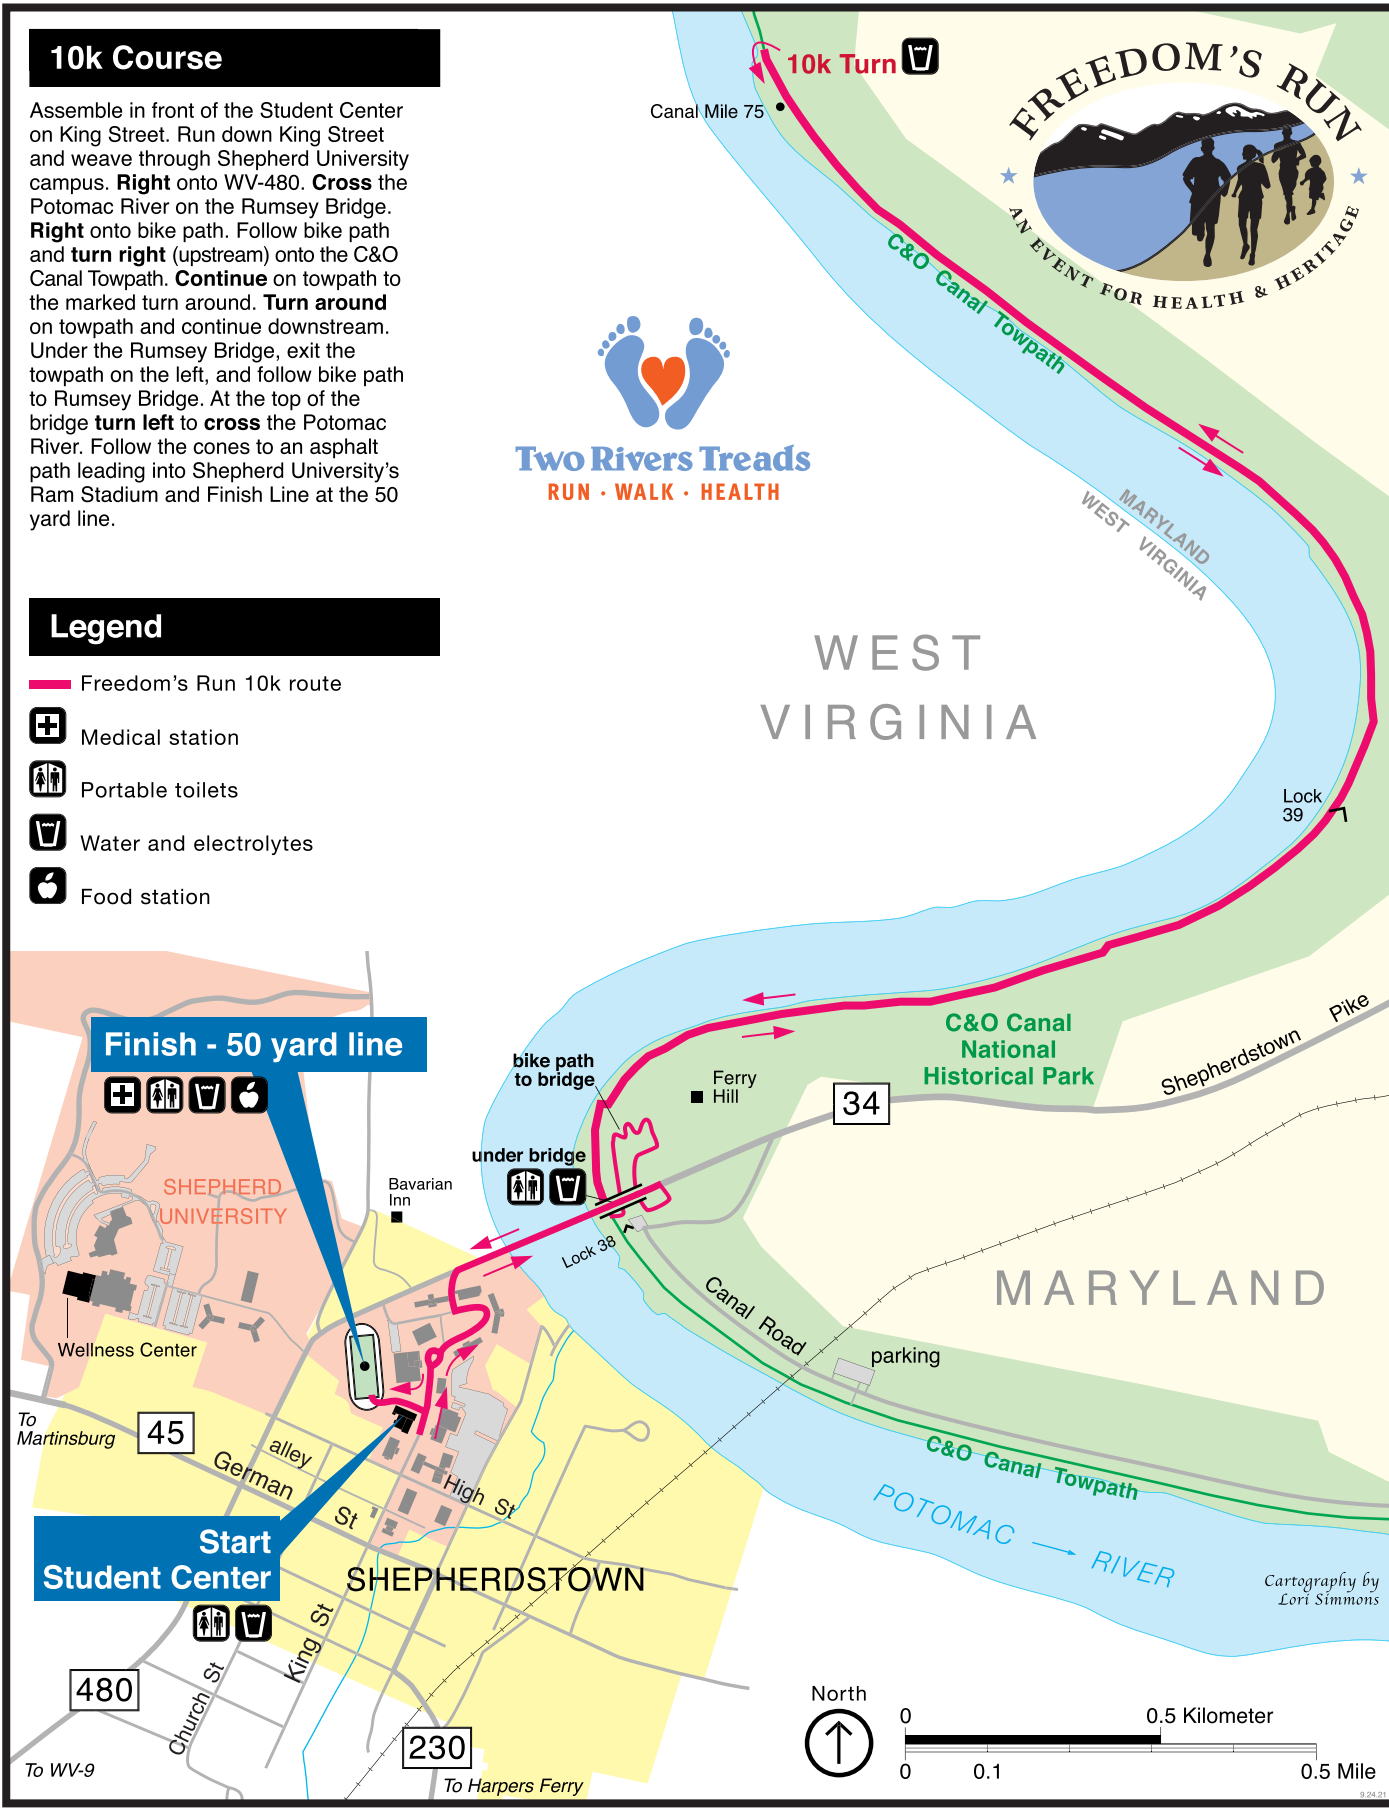 10k Course
Assemble in front of the Student Center
on King Street. Run down King Street
and weave through Shepherd University
campus. Right onto WV-480. Cross the
Potomac River on the Rumsey Bridge.
Right onto bike path. Follow bike path
and turn right (upstream) onto the C&O
Canal Towpath. Continue on towpath to
the marked turn around. Turn around
on towpath and continue downstream.
Under the Rumsey Bridge, exit the
towpath on the left, and follow bike path
to Rumsey Bridge. At the top of the
bridge turn left to cross the Potomac
River. Follow the cones to an asphalt
path leading into Shepherd University's
Ram Stadium and Finish Line at the 50
yard line.
Legend
Freedom's Run 10k route
Medical station
Portable toilets
Water and electrolytes
Food station
10k Turn
Canal Mile 75
FREEDOM'S RUN
AN EVENT FOR HEALTH & HERITAGE
C&O Canal Towpath
Two Rivers Treads
RUN · WALK · HEALTH
MARYLAND
WEST VIRGINIA
WEST
VIRGINIA
Lock
39
C&O Canal
National
Historical Park
Shepherdstown Pike
34
bike path
to bridge
Ferry
Hill
under bridge
Lock 38
Finish - 50 yard line
SHEPHERD
UNIVERSITY
Bavarian
Inn
Wellness Center
Canal Road
MARYLAND
parking
C&O Canal Towpath
POTOMAC RIVER
To
Martinsburg
45
alley
German St
High St
Start
Student Center
SHEPHERDSTOWN
King St
Church St
480
230
To WV-9
To Harpers Ferry
Cartography by
Lori Simmons
North
0 0.5 Kilometer
0 0.1 0.5 Mile
9.24.21